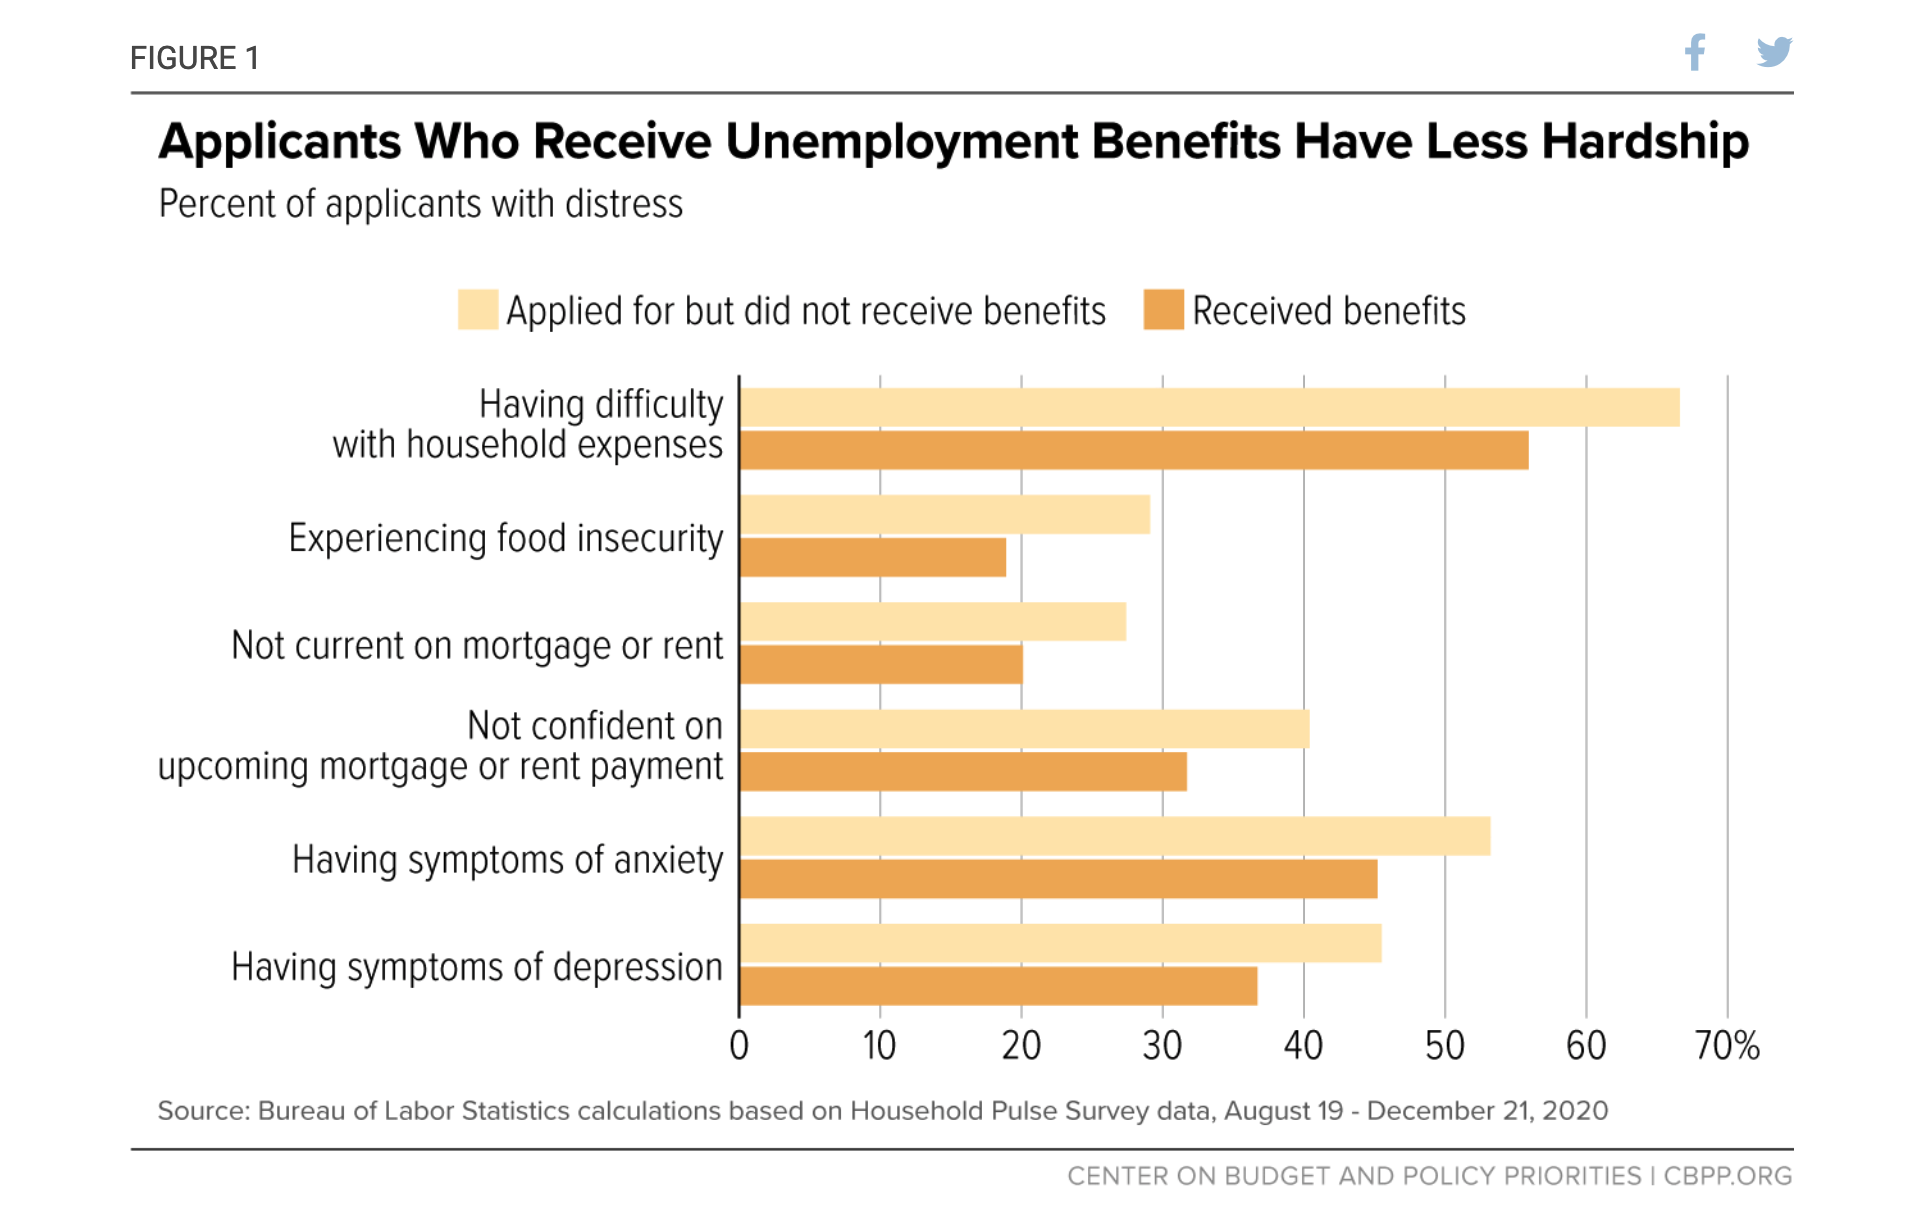 FIGURE 1
Applicants Who Receive Unemployment Benefits Have Less Hardship
Percent of applicants with distress
Applied for but did not receive benefits
Received benefits
Having difficulty
with household expenses
Experiencing food insecurity
Not current on mortgage or rent
Not confident on
upcoming mortgage or rent payment
Having symptoms of anxiety
Having symptoms of depression
0 10 20 30 40 50 60 70%
Source: Bureau of Labor Statistics calculations based on Household Pulse Survey data, August 19 - December 21, 2020
CENTER ON BUDGET AND POLICY PRIORITIES | CBPP.ORG